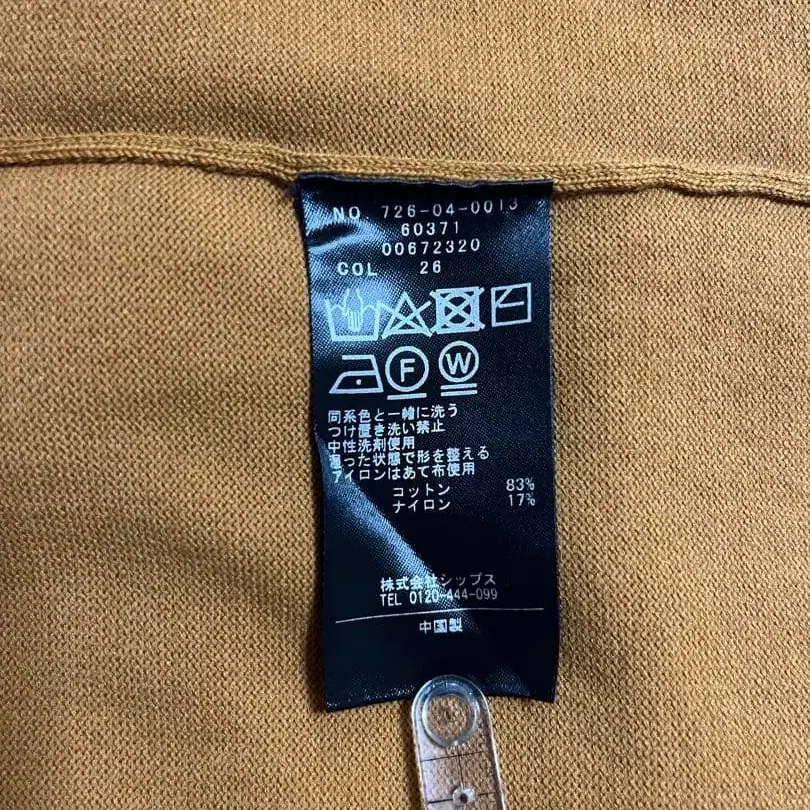 NO 726-04-0013
60371
00672320
COL 26
F W
同系色と一緒に洗う
つけ置き洗い禁止
中性洗剤使用
湿った状態で形を整える
アイロンはあて布使用
コットン 83%
ナイロン 17%
株式会社シップス
TEL 0120-444-099
中国製